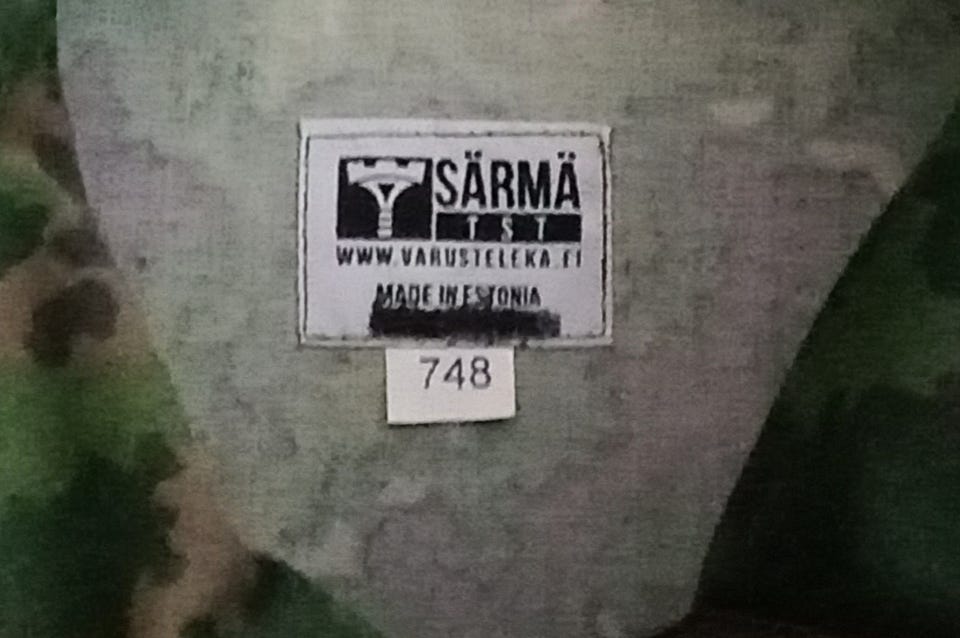 SÄRMÄ
TST
WWW.VARUSTELEKA.FI
MADE IN ESTONIA
748